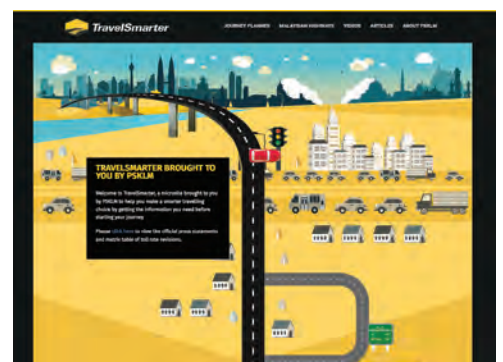 TravelSmarter
JOURNEY PLANNER MALAYSIAN HIGHWAYS VIDEOS ARTICLES ABOUT PSKLM
TRAVELSMARTER BROUGHT TO
YOU BY PSKLM
Welcome to TravelSmarter, a microsite brought to you
by PSKLM to help you make a smarter travelling
choice by getting the information you need before
starting your journey.
Please click here to view the official press statements
and matrix table of toll rate revisions.